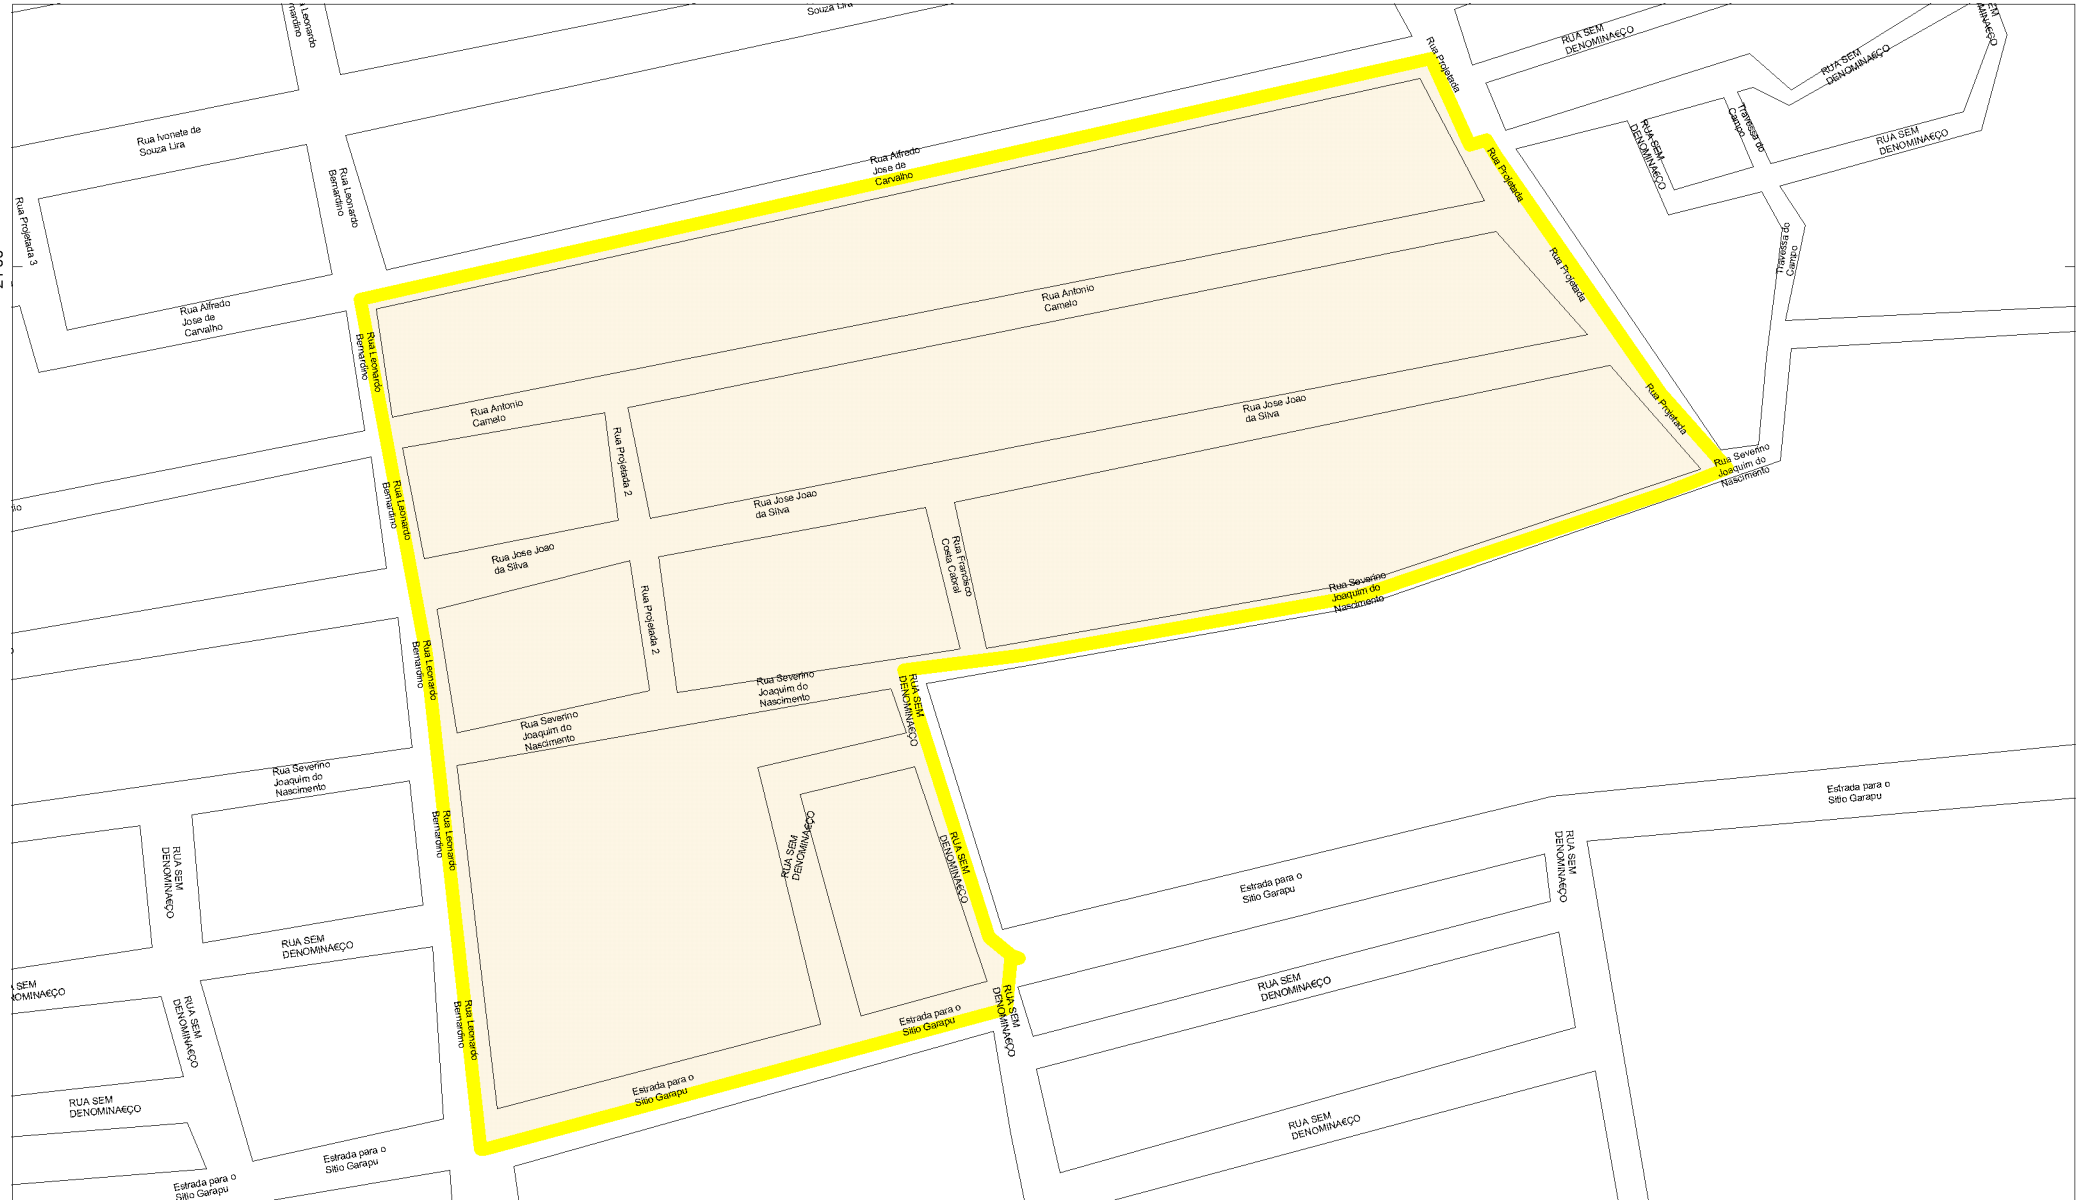 Souza Lira
Leonardo
Bernardino
Rua Projetada
RUA SEM
DENOMINA€ÇO
RUA SEM
DENOMINA€ÇO
Rua Ivonete de
Souza Lira
Rua Leonardo
Bernardino
Rua Alfredo
Jose de
Carvalho
Rua Projetada
RUA SEM
DENOMINA€ÇO
Travessa do
Campo
RUA SEM
DENOMINA€ÇO
Rua Projetada 3
Rua Projetada
Travessa do
Campo
Rua Alfredo
Jose de
Carvalho
Rua Antonio
Camelo
Rua Leonardo
Bernardino
Rua Antonio
Camelo
Rua Jose Joao
da Silva
Rua Projetada
Rua Projetada 2
Rua Severino
Joaquim do
Nascimento
Rua Leonardo
Bernardino
Rua Jose Joao
da Silva
Rua Jose Joao
da Silva
Rua Francisco
Costa Cabral
Rua Projetada 2
Rua Severino
Joaquim do
Nascimento
Rua Leonardo
Bernardino
Rua Severino
Joaquim do
Nascimento
RUA SEM
DENOMINA€ÇO
Rua Severino
Joaquim do
Nascimento
Rua Severino
Joaquim do
Nascimento
Estrada para o
Sitio Garapu
RUA SEM
DENOMINA€ÇO
Rua Leonardo
Bernardino
RUA SEM
DENOMINA€ÇO
RUA SEM
DENOMINA€ÇO
Estrada para o
Sitio Garapu
RUA SEM
DENOMINA€ÇO
RUA SEM
DENOMINA€ÇO
SEM
RUA SEM
DENOMINA€ÇO
RUA SEM
DENOMINA€ÇO
Rua Leonardo
Bernardino
Estrada para o
Sitio Garapu
RUA SEM
DENOMINA€ÇO
Estrada para o
Sitio Garapu
RUA SEM
DENOMINA€ÇO
RUA SEM
DENOMINA€ÇO
Estrada para o
Sitio Garapu
Estrada para o
Sitio Garapu